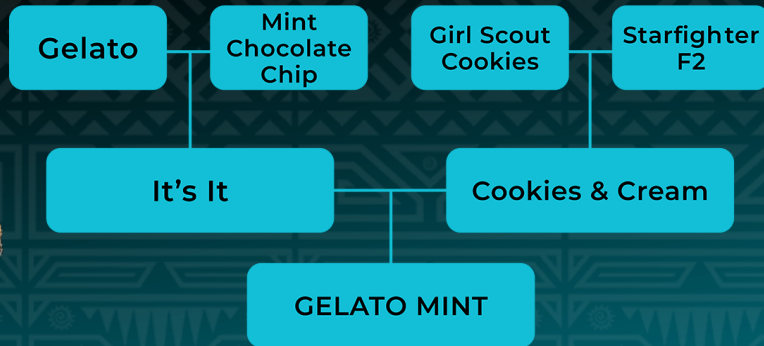 Gelato
Mint
Chocolate
Chip
Girl Scout
Cookies
Starfighter
F2
It's It
Cookies & Cream
GELATO MINT